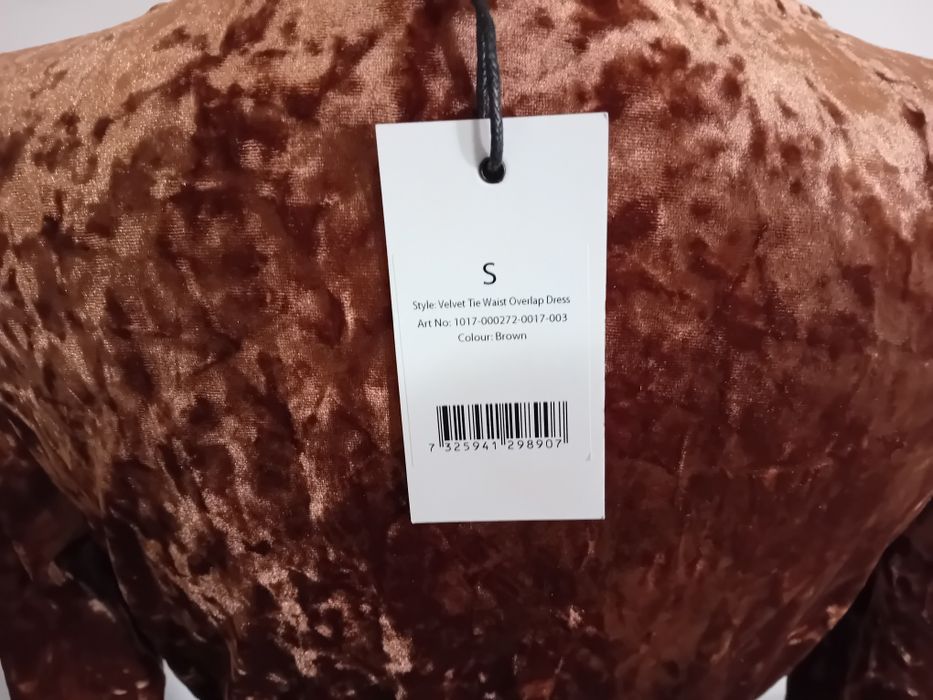 S
Style: Velvet Tie Waist Overlap Dress
Art No: 1017-000272-0017-003
Colour: Brown
7 325941 298907